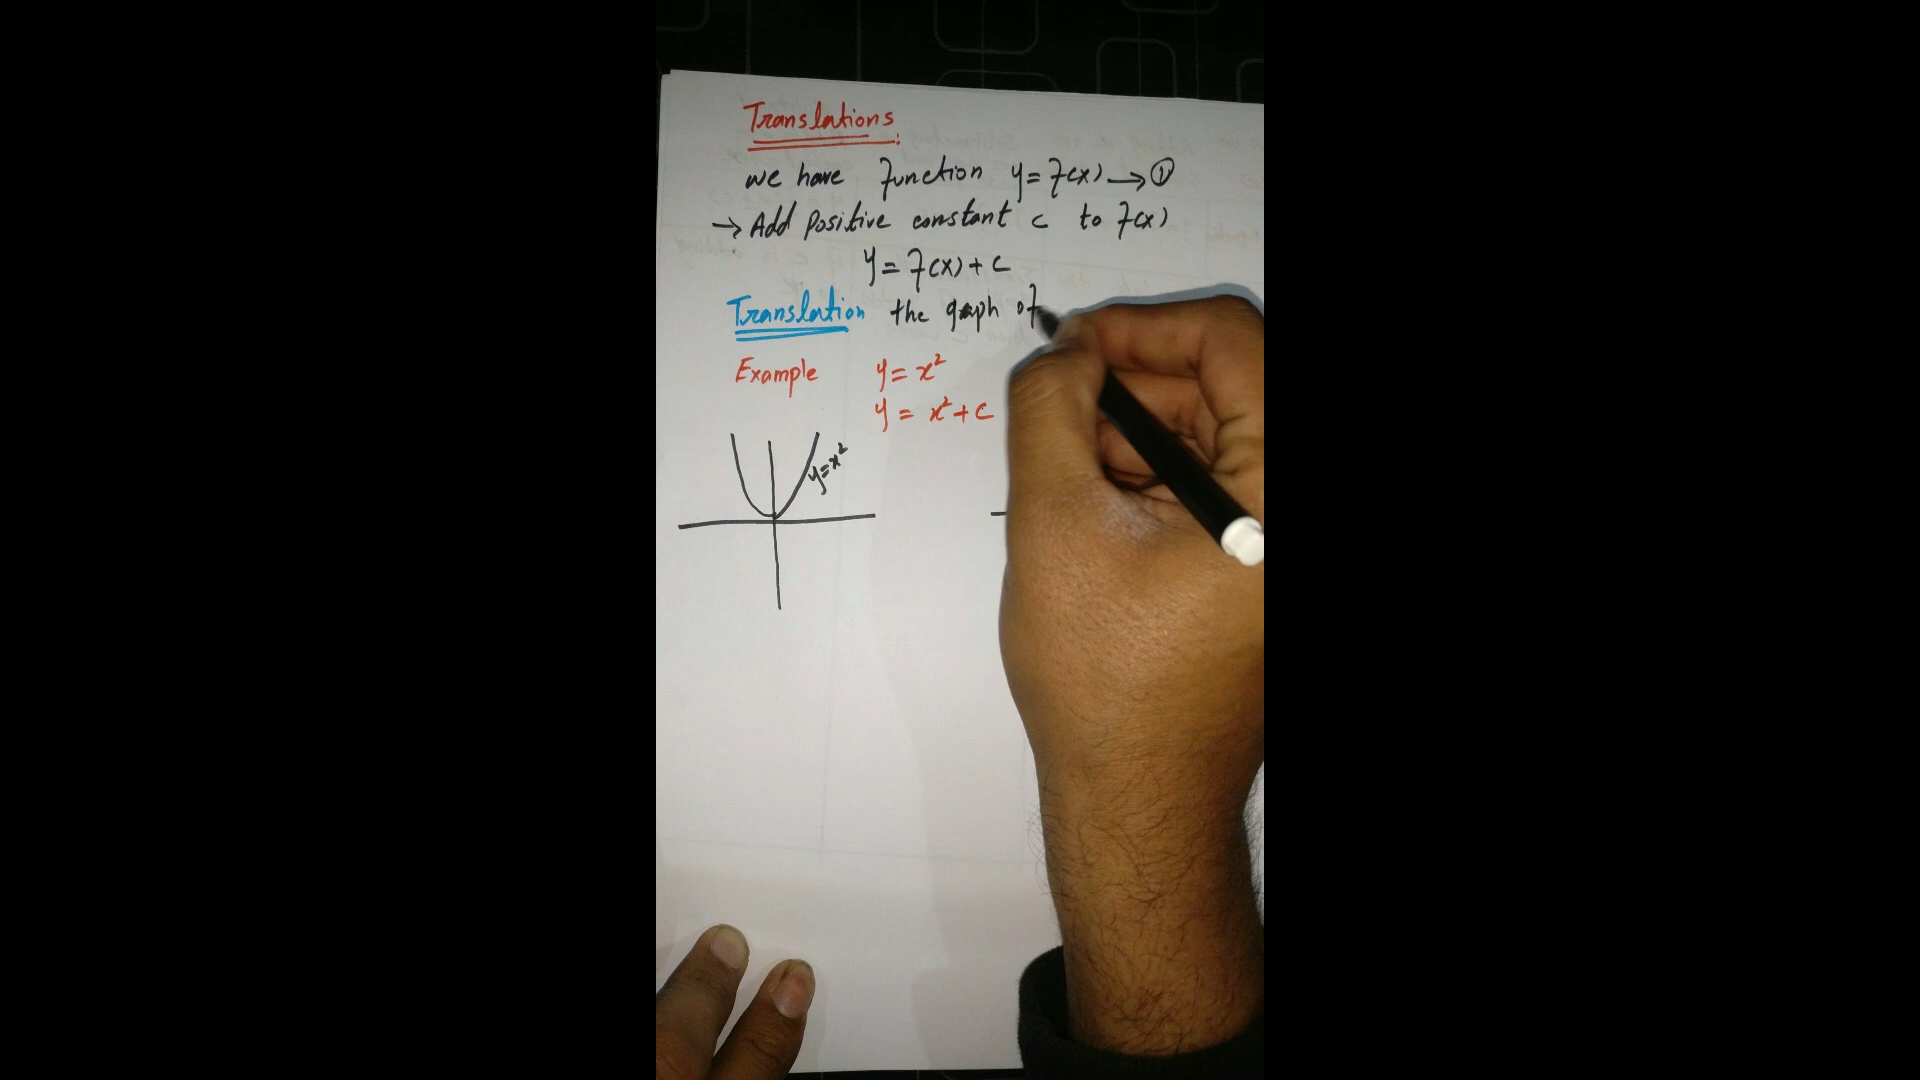 Translations:
we have function y = f(x) → ①
→ Add positive constant c to f(x)
y = f(x) + c
Translation the graph of
Example y = x²
y = x² + c
y = x²